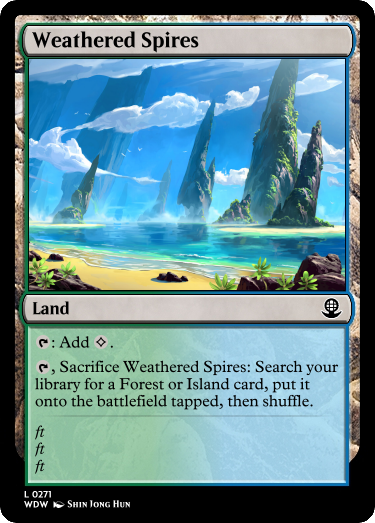 Weathered Spires
Land
: Add .
, Sacrifice Weathered Spires: Search your
library for a Forest or Island card, put it
onto the battlefield tapped, then shuffle.
ft
ft
ft
L 0271
WDW Shin Jong Hun